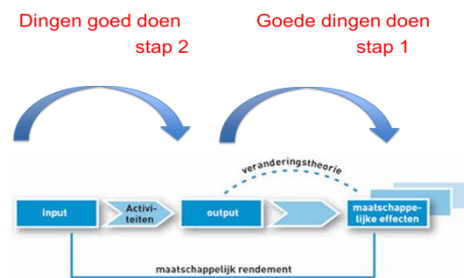 Dingen goed doen
stap 2
Goede dingen doen
stap 1
veranderingstheorie
input
Activi-
teiten
output
maatschappe-
lijke effecten
maatschappelijk rendement